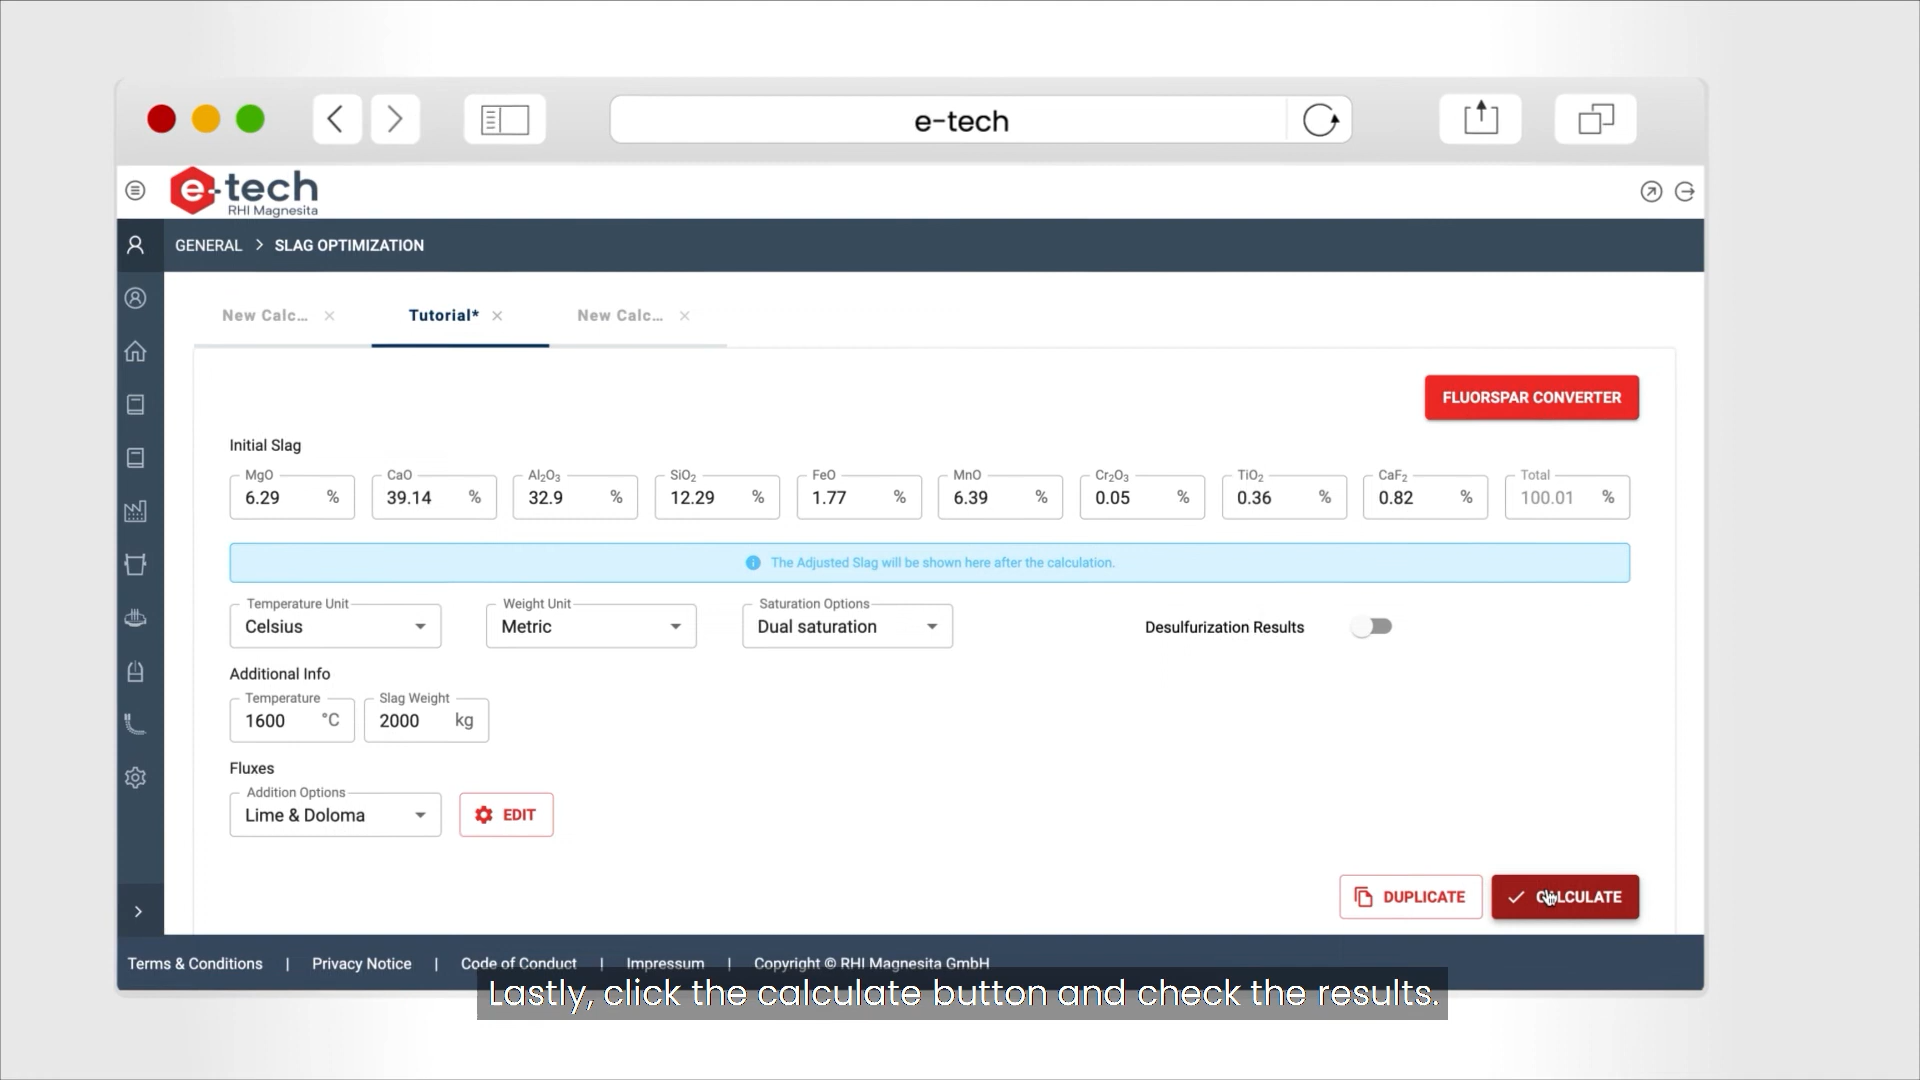 e-tech
e-tech
RHI Magnesita
GENERAL > SLAG OPTIMIZATION
New Calc... ×
Tutorial* ×
New Calc... ×
FLUORSPAR CONVERTER
Initial Slag
MgO CaO Al₂O₃ SiO₂ FeO MnO Cr₂O₃ TiO₂ CaF₂ Total
6.29 % 39.14 % 32.9 % 12.29 % 1.77 % 6.39 % 0.05 % 0.36 % 0.82 % 100.01 %
The Adjusted Slag will be shown here after the calculation.
Temperature Unit Weight Unit Saturation Options
Celsius Metric Dual saturation Desulfurization Results
Additional Info
Temperature Slag Weight
1600 °C 2000 kg
Fluxes
Addition Options
Lime & Doloma EDIT
DUPLICATE CALCULATE
Terms & Conditions | Privacy Notice | Code of Conduct | Impressum | Copyright © RHI Magnesita GmbH
Lastly, click the calculate button and check the results.